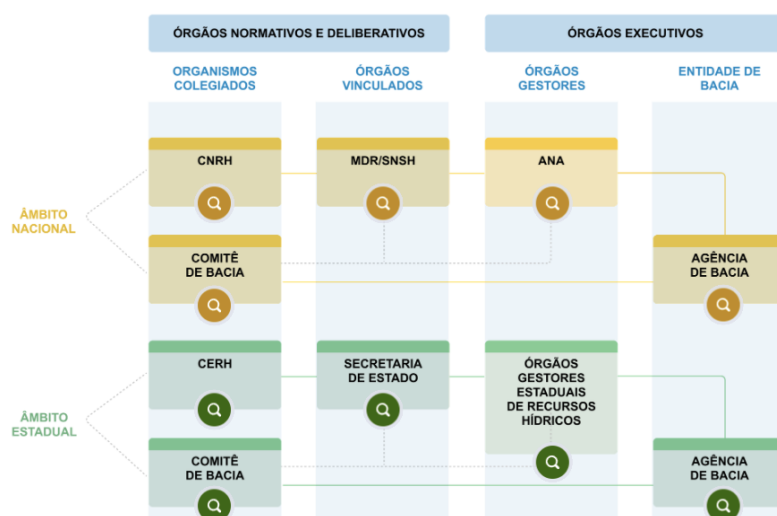 ÓRGÃOS NORMATIVOS E DELIBERATIVOS
ÓRGÃOS EXECUTIVOS
ORGANISMOS
COLEGIADOS
ÓRGÃOS
VINCULADOS
ÓRGÃOS
GESTORES
ENTIDADE DE
BACIA
ÂMBITO
NACIONAL
CNRH
MDR/SNSH
ANA
COMITÊ
DE BACIA
AGÊNCIA
DE BACIA
ÂMBITO
ESTADUAL
CERH
SECRETARIA
DE ESTADO
ÓRGÃOS
GESTORES
ESTADUAIS
DE RECURSOS
HÍDRICOS
COMITÊ
DE BACIA
AGÊNCIA
DE BACIA